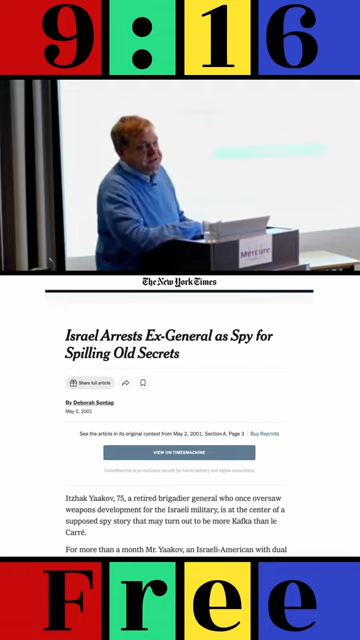 9:16
Mercure
The New York Times
Israel Arrests Ex-General as Spy for
Spilling Old Secrets
Share full article
By Deborah Sontag
May 2, 2001
See the article in its original context from May 2, 2001, Section A, Page 3 | Buy Reprints
VIEW ON TIMESMACHINE
TimesMachine is an exclusive benefit for home delivery and digital subscribers.
Itzhak Yaakov, 75, a retired brigadier general who once oversaw
weapons development for the Israeli military, is at the center of a
supposed spy story that may turn out to be more Kafka than le
Carré.
For more than a month Mr. Yaakov, an Israeli-American with dual
Free